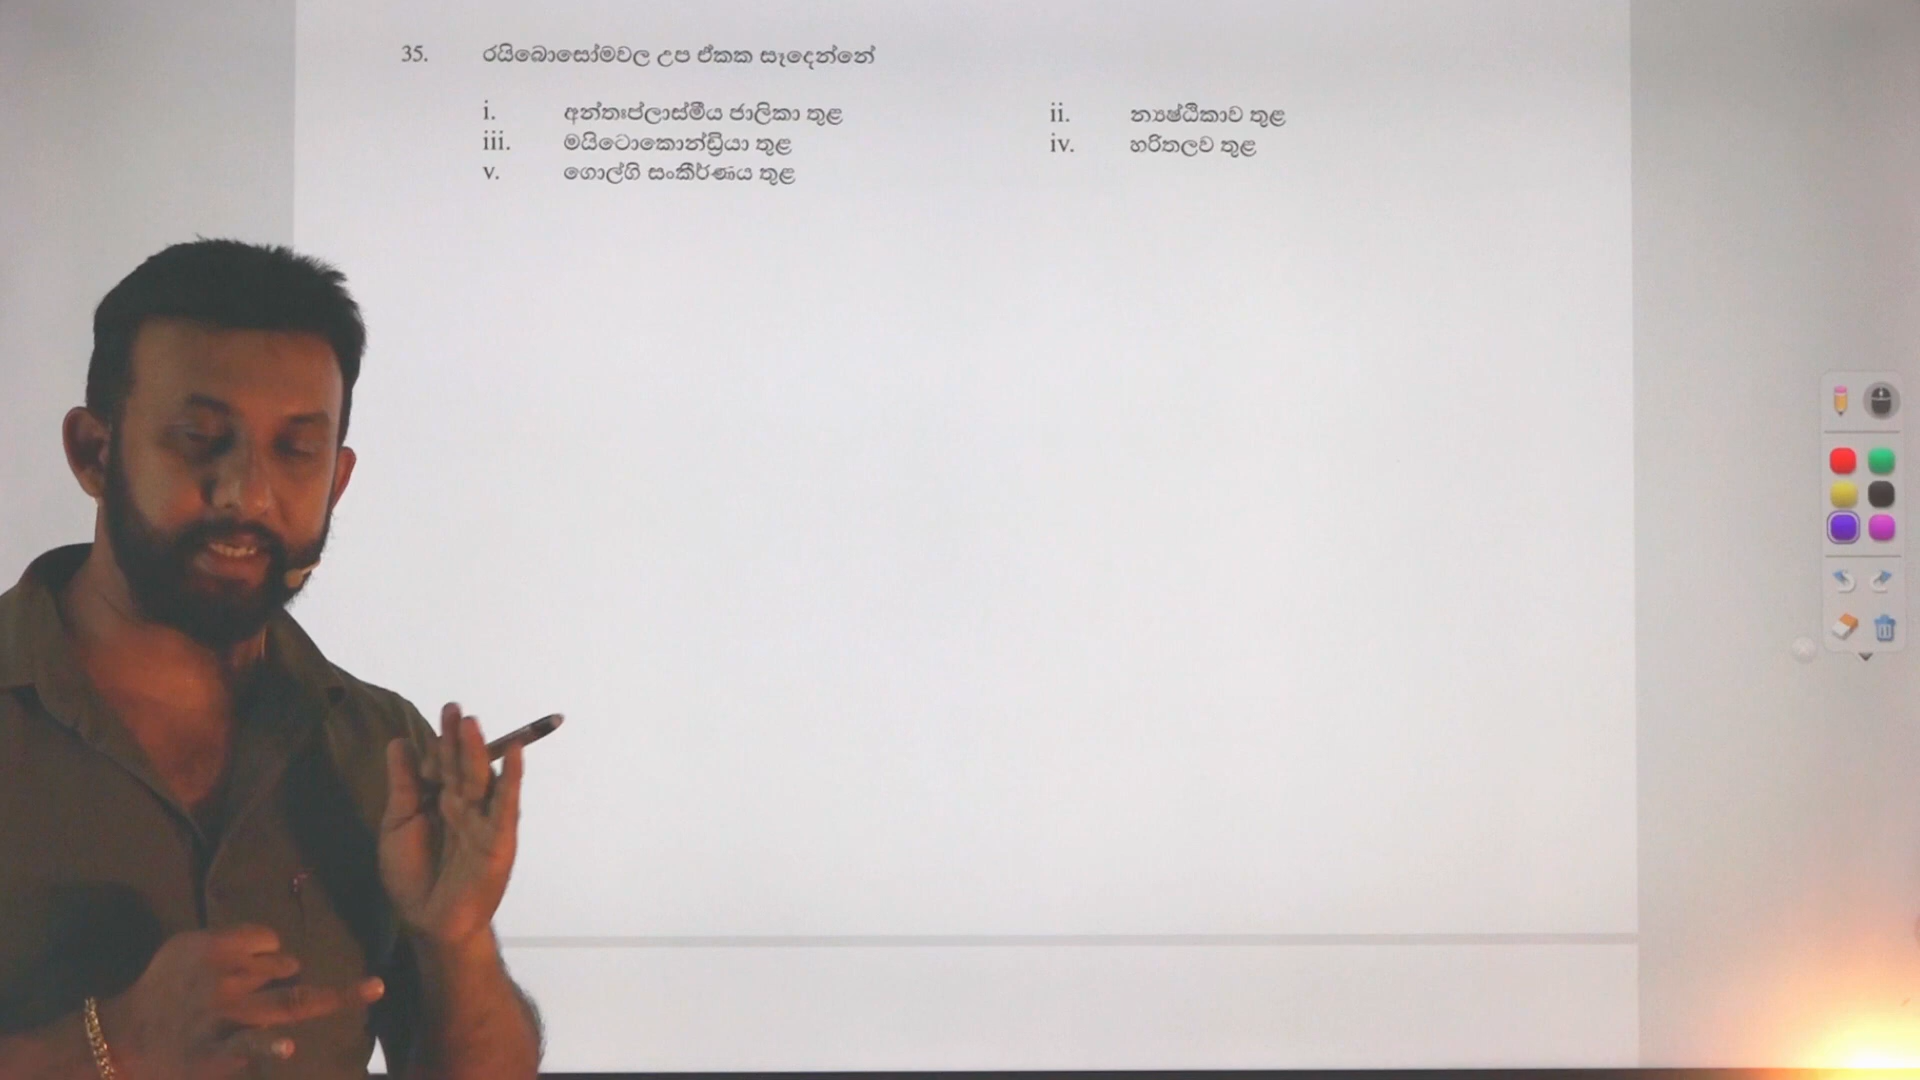 35. රයිබොසෝමවල උප ඒකක සෑදෙන්නේ
i. අන්තඃප්ලාස්මීය ජාලිකා තුළ ii. න්‍යෂ්ඨිකාව තුළ
iii. මයිටොකොන්ඩ්‍රියා තුළ iv. හරිතලව තුළ
v. ගොල්ගි සංකීර්ණය තුළ